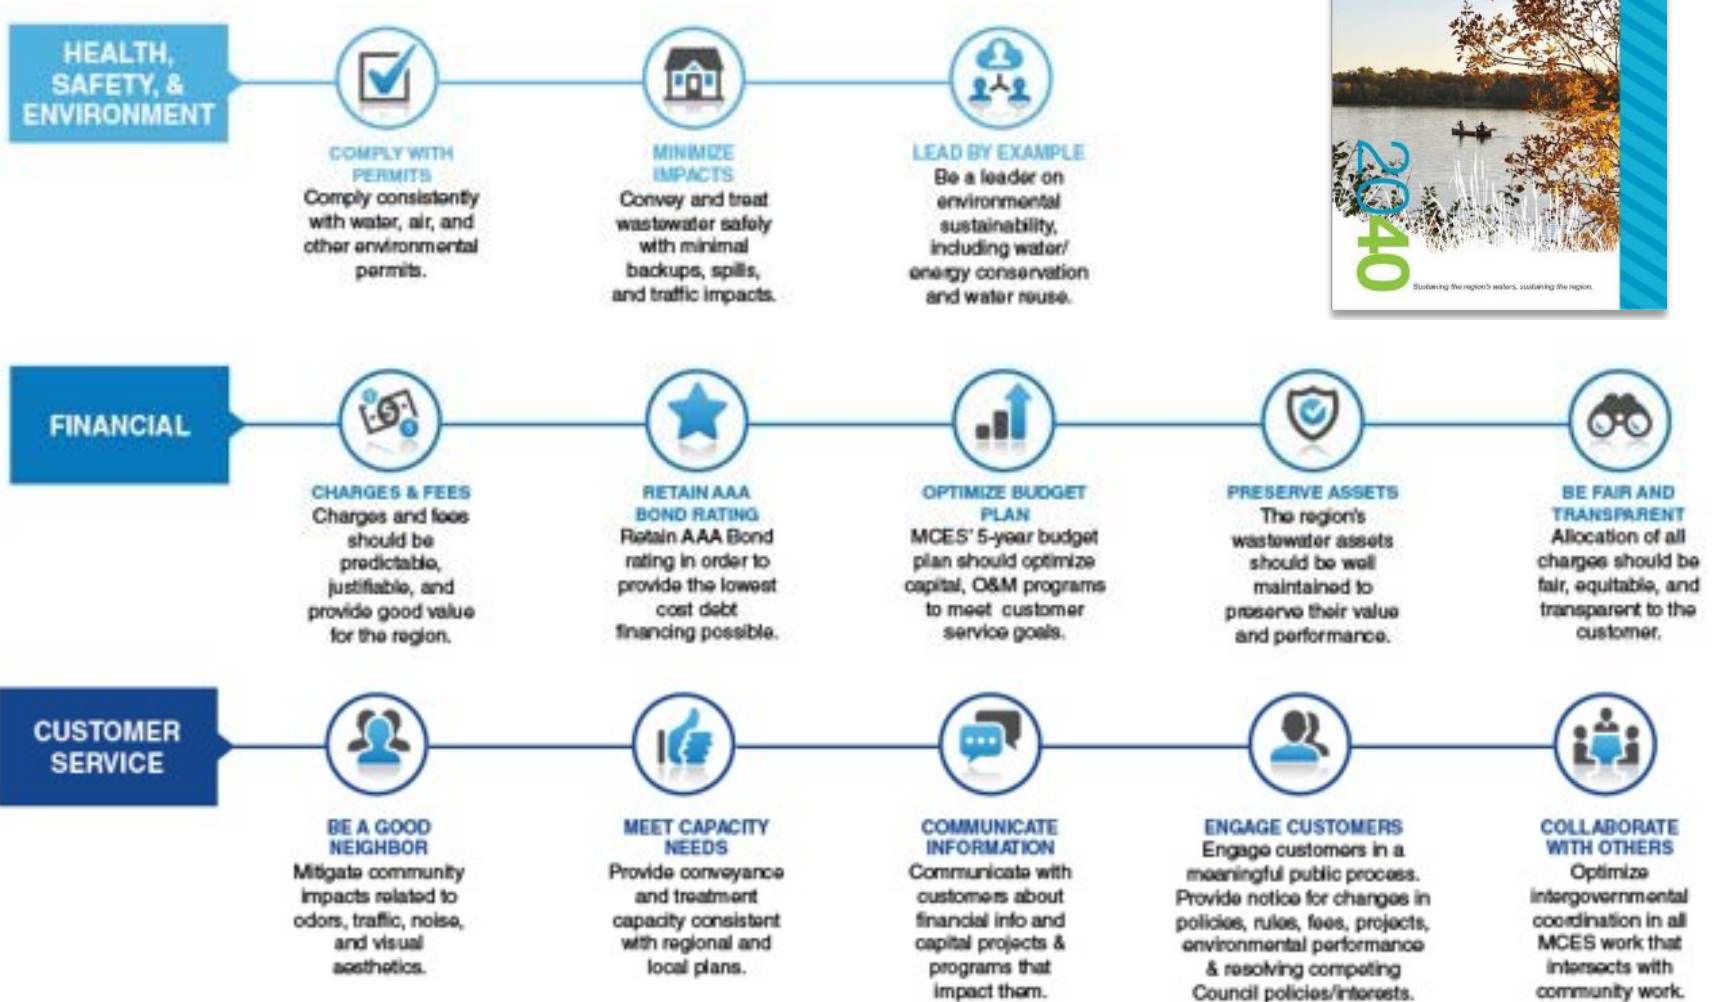 HEALTH,
SAFETY, &
ENVIRONMENT
COMPLY WITH
PERMITS
Comply consistently
with water, air, and
other environmental
permits.
MINIMIZE
IMPACTS
Convey and treat
wastewater safely
with minimal
backups, spills,
and traffic impacts.
LEAD BY EXAMPLE
Be a leader on
environmental
sustainability,
including water/
energy conservation
and water reuse.
2040
Sustaining the region's waters, sustaining the region.
FINANCIAL
CHARGES & FEES
Charges and fees
should be
predictable,
justifiable, and
provide good value
for the region.
RETAIN AAA
BOND RATING
Retain AAA Bond
rating in order to
provide the lowest
cost debt
financing possible.
OPTIMIZE BUDGET
PLAN
MCES' 5-year budget
plan should optimize
capital, O&M programs
to meet customer
service goals.
PRESERVE ASSETS
The region's
wastewater assets
should be well
maintained to
preserve their value
and performance.
BE FAIR AND
TRANSPARENT
Allocation of all
charges should be
fair, equitable, and
transparent to the
customer.
CUSTOMER
SERVICE
BE A GOOD
NEIGHBOR
Mitigate community
impacts related to
odors, traffic, noise,
and visual
aesthetics.
MEET CAPACITY
NEEDS
Provide conveyance
and treatment
capacity consistent
with regional and
local plans.
COMMUNICATE
INFORMATION
Communicate with
customers about
financial info and
capital projects &
programs that
impact them.
ENGAGE CUSTOMERS
Engage customers in a
meaningful public process.
Provide notice for changes in
policies, rules, fees, projects,
environmental performance
& resolving competing
Council policies/interests.
COLLABORATE
WITH OTHERS
Optimize
intergovernmental
coordination in all
MCES work that
intersects with
community work.